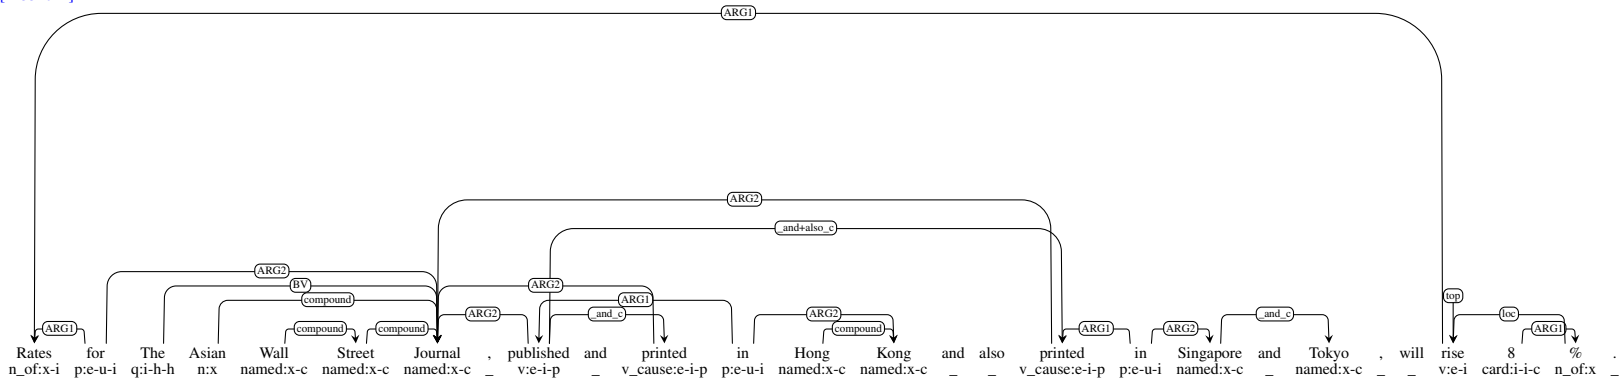 ARG1
ARG2
_and+also_c
ARG2
BV ARG2
compound ARG1 top
ARG2 _and_c ARG2 _and_c loc
ARG1 compound compound compound ARG1 ARG2 ARG1
Rates for The Asian Wall Street Journal , published and printed in Hong Kong and also printed in Singapore and Tokyo , will rise 8 % .
n_of:x-i p:e-u-i q:i-h-h n:x named:x-c named:x-c named:x-c _ v:e-i-p _ v_cause:e-i-p p:e-u-i named:x-c named:x-c _ _ v_cause:e-i-p p:e-u-i named:x-c _ named:x-c _ _ v:e-i card:i-i-c n_of:x _